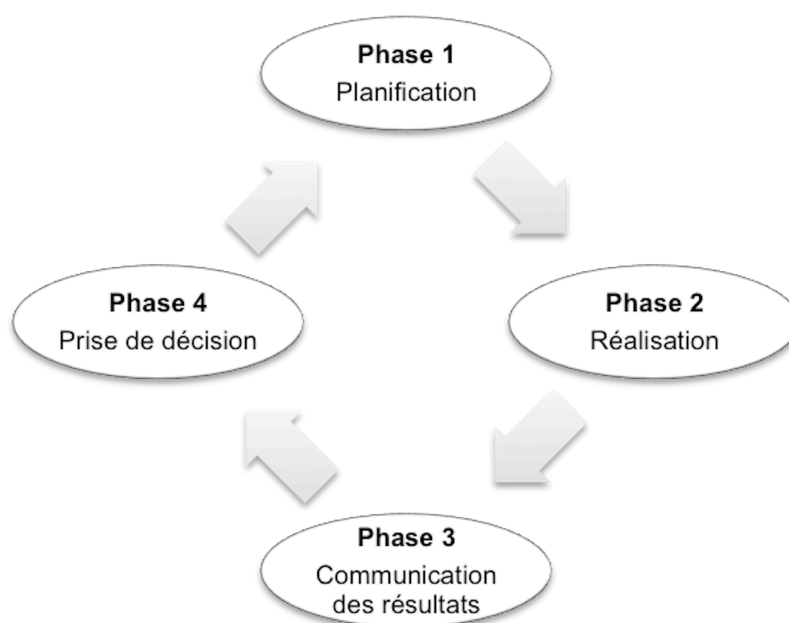 Phase 1
Planification
Phase 2
Réalisation
Phase 3
Communication
des résultats
Phase 4
Prise de décision